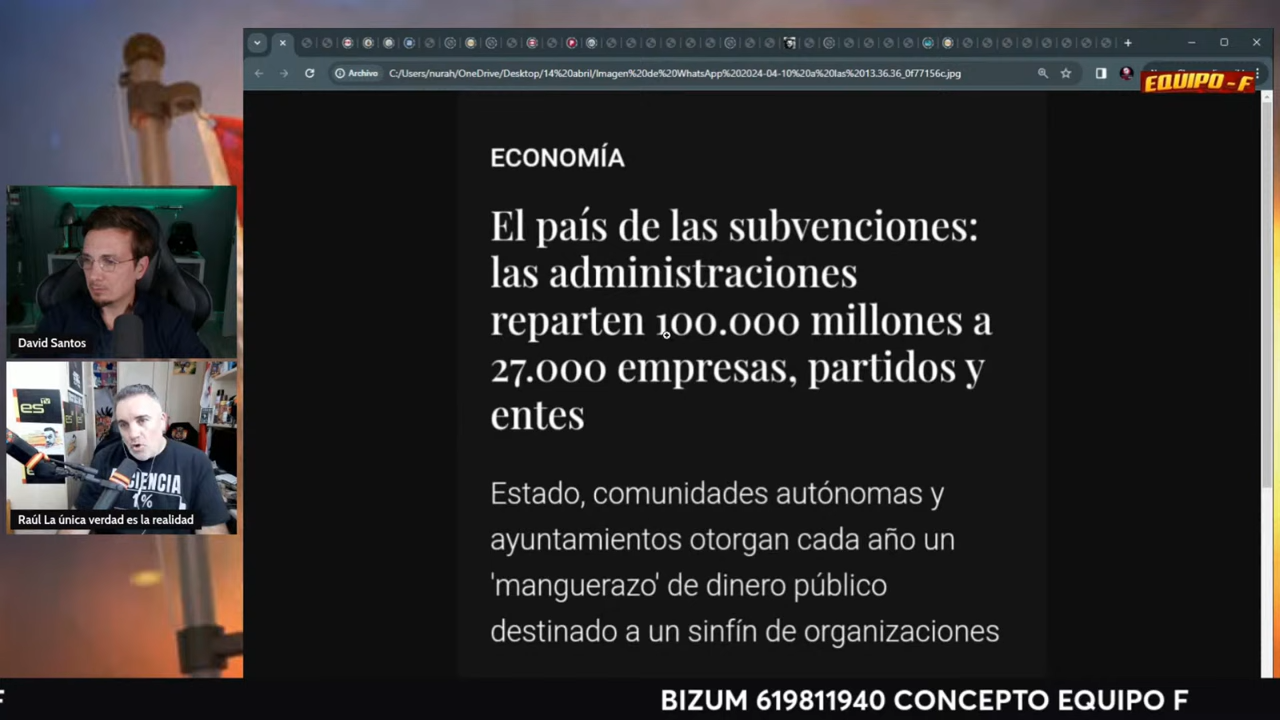 Archivo
C:/Users/nurah/OneDrive/Desktop/14%20abril/Imagen%20de%20WhatsApp%202024-04-10%20a%20las%2013.36.36_0f77156c.jpg
EQUIPO-F
ECONOMÍA
El país de las subvenciones:
las administraciones
reparten 100.000 millones a
27.000 empresas, partidos y
entes
Estado, comunidades autónomas y
ayuntamientos otorgan cada año un
'manguerazo' de dinero público
destinado a un sinfín de organizaciones
David Santos
es
CIENCIA
1%
Raúl La única verdad es la realidad
F
BIZUM 619811940 CONCEPTO EQUIPO F